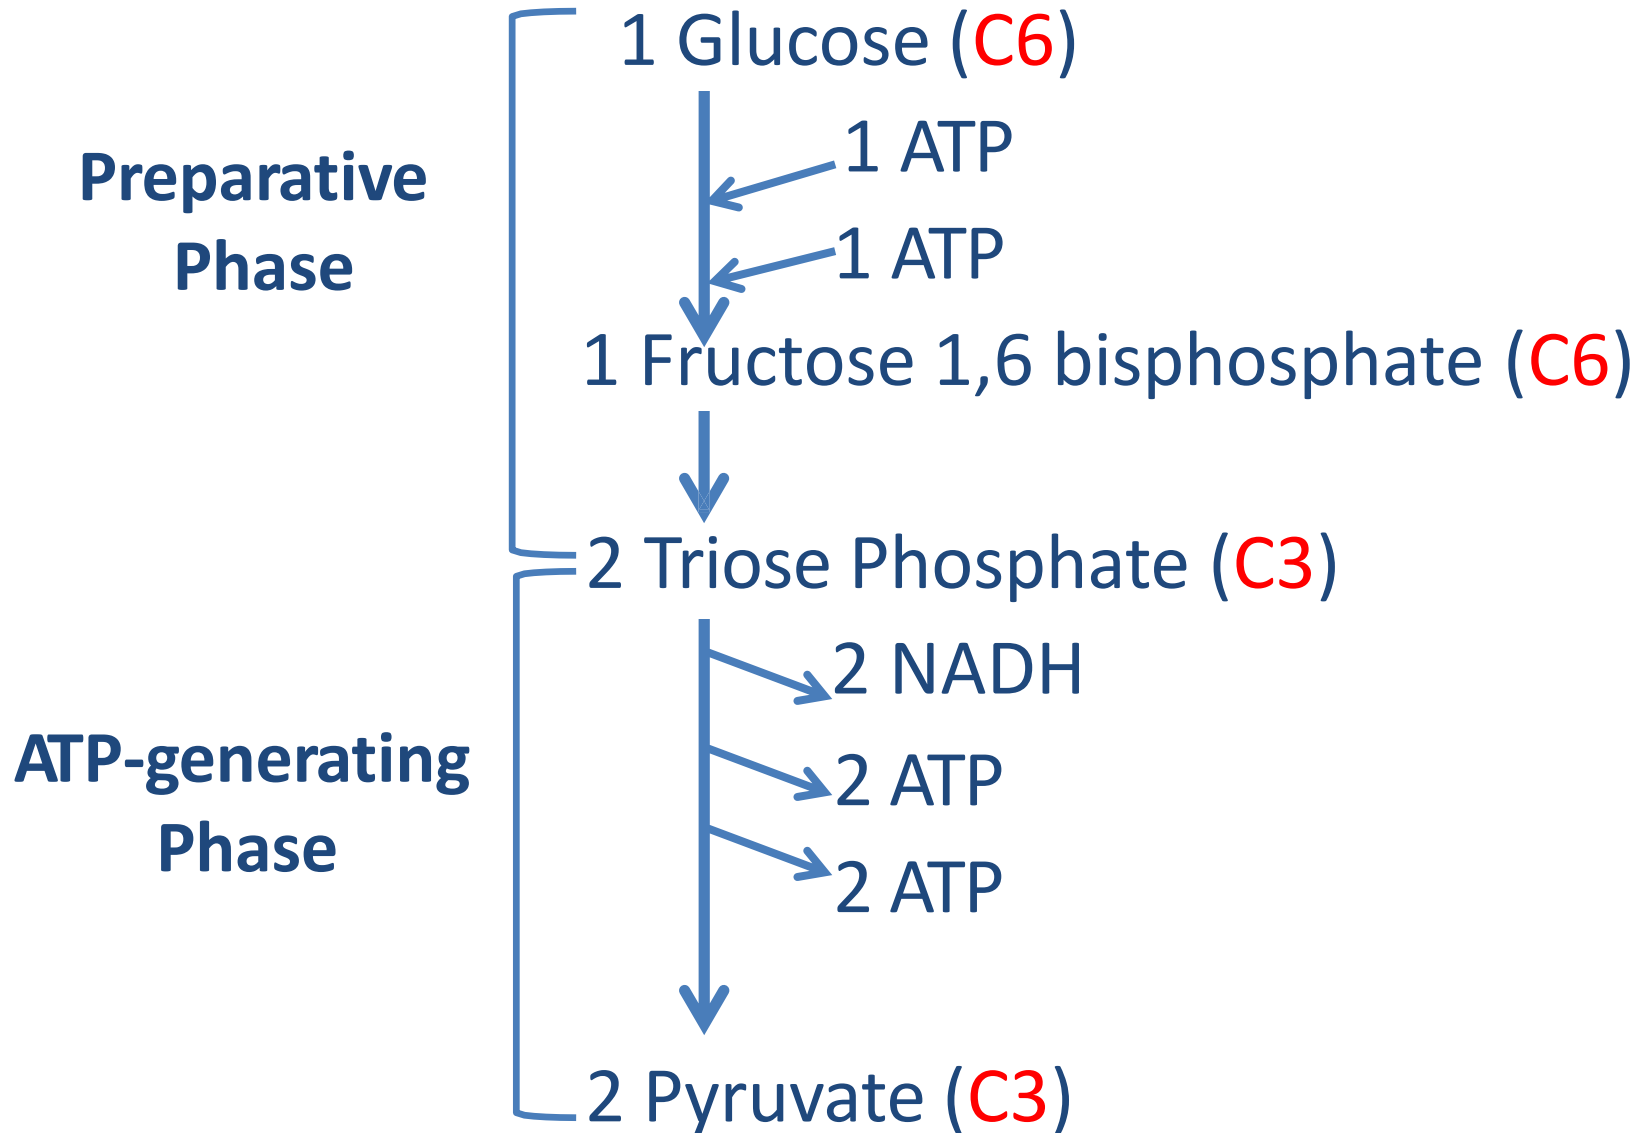 1 Glucose (C6)
1 ATP
Preparative
Phase
1 ATP
1 Fructose 1,6 bisphosphate (C6)
2 Triose Phosphate (C3)
2 NADH
ATP-generating
Phase
2 ATP
2 ATP
2 Pyruvate (C3)